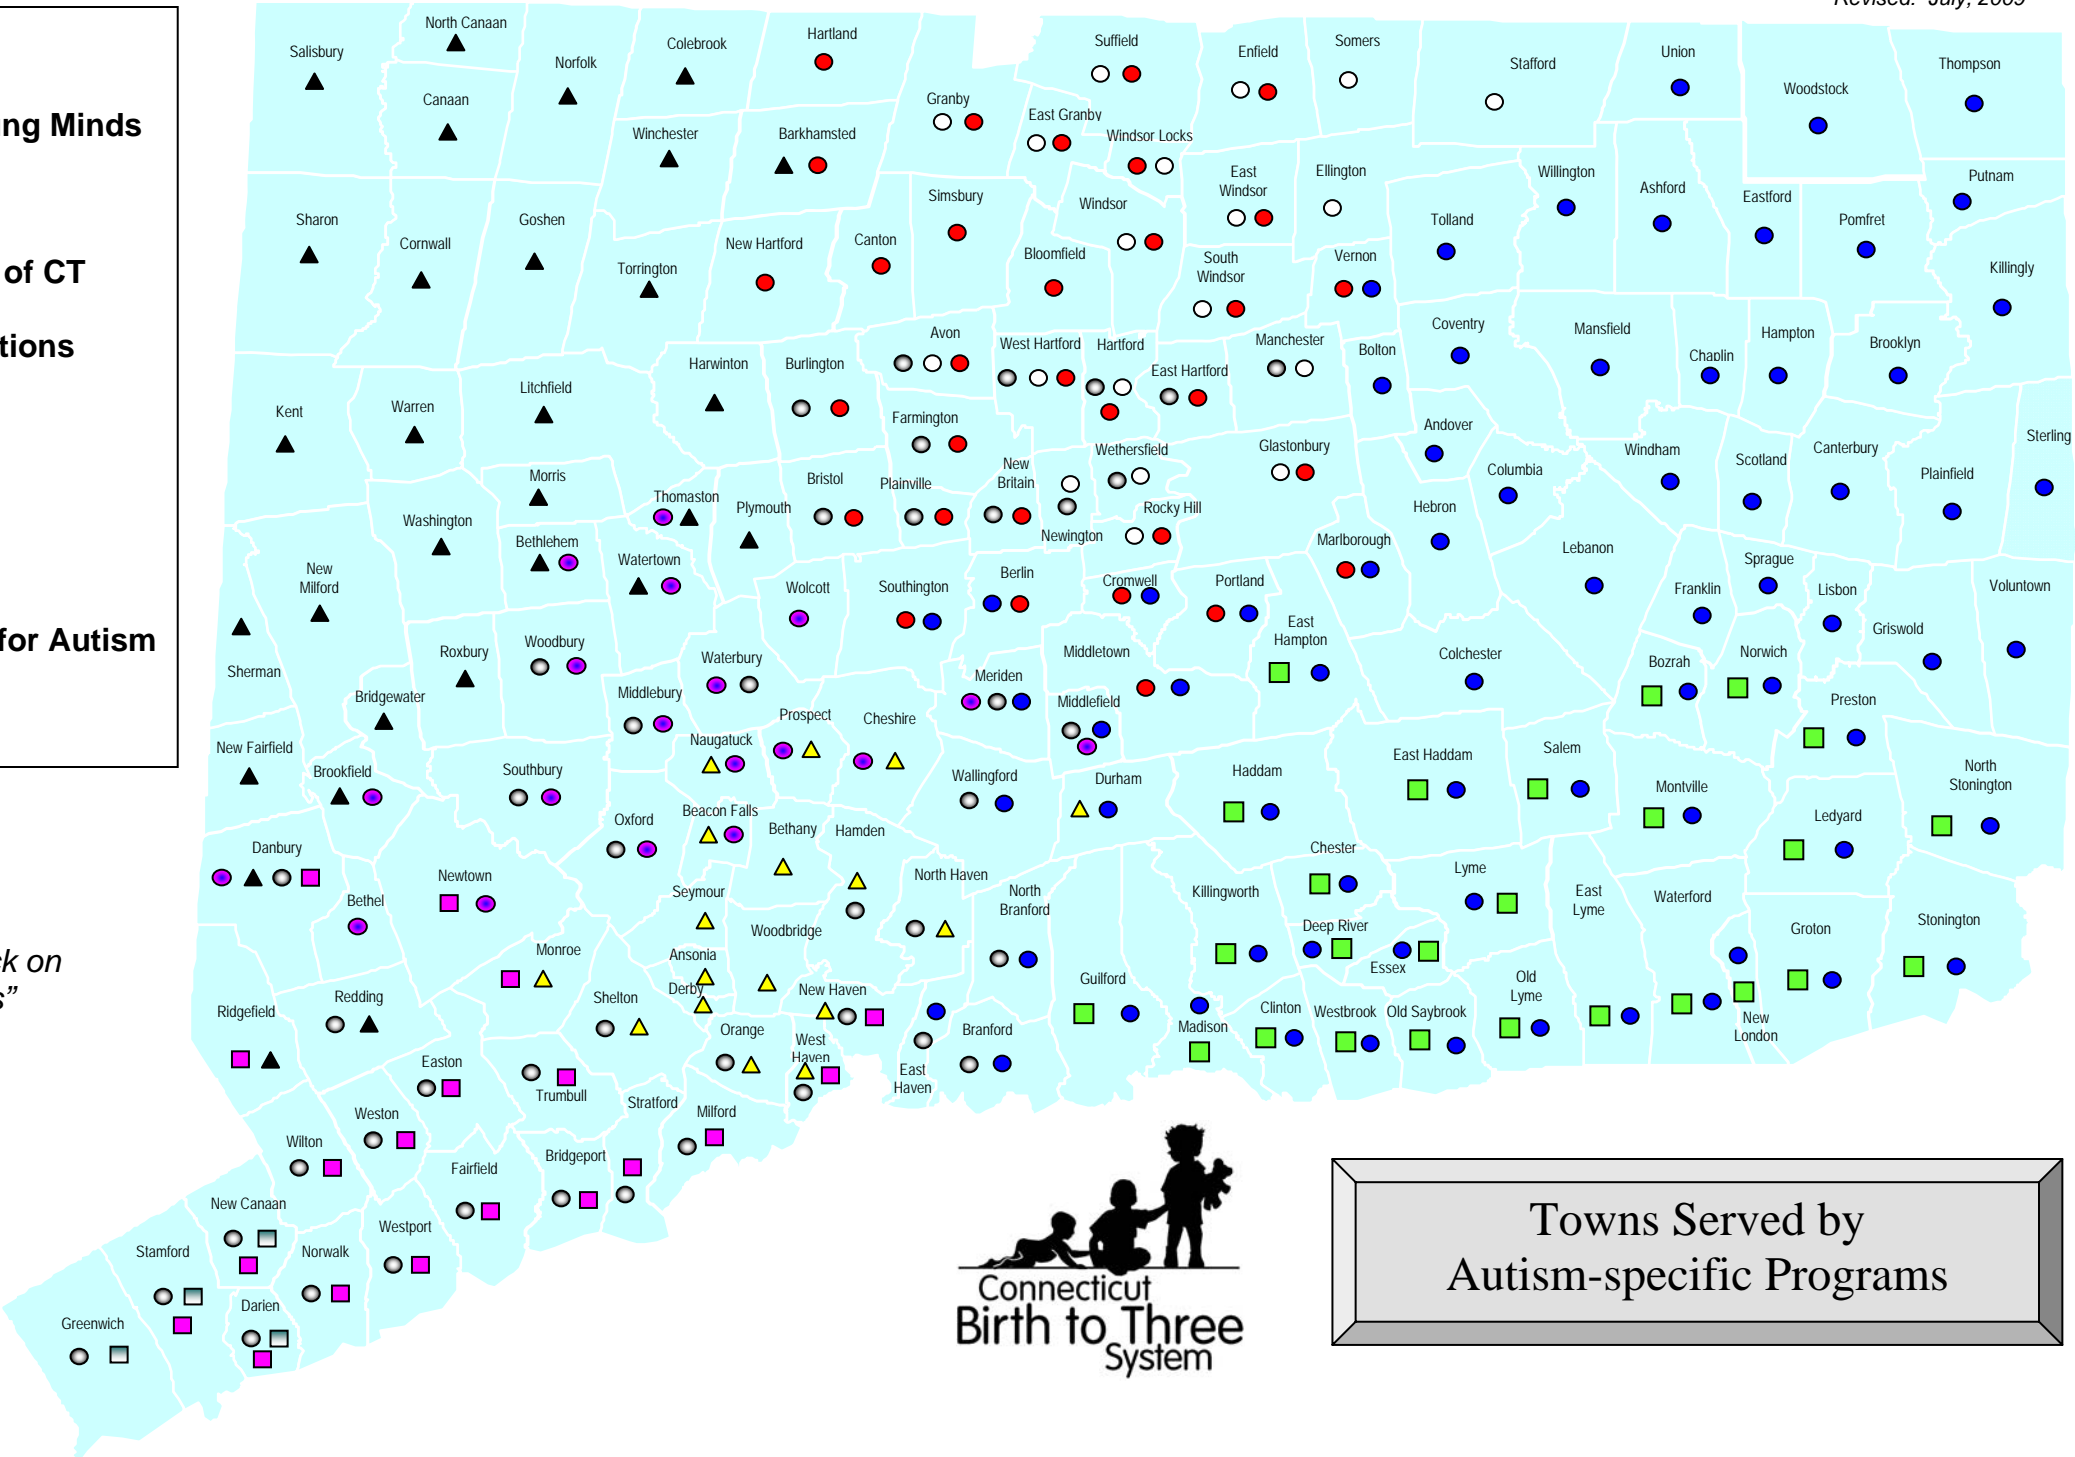 Revised: July, 2009
ng Minds
of CT
tions
for Autism
ck on
s”
Salisbury
North Canaan
Canaan
Norfolk
Colebrook
Hartland
Winchester
Barkhamsted
Granby
Suffield
East Granby
Windsor Locks
Enfield
Somers
Stafford
Union
Woodstock
Thompson
Sharon
Cornwall
Goshen
Torrington
New Hartford
Canton
Simsbury
Bloomfield
Windsor
East
Windsor
Ellington
South
Windsor
Vernon
Tolland
Willington
Ashford
Eastford
Pomfret
Putnam
Killingly
Kent
Warren
Litchfield
Harwinton
Burlington
Avon
West Hartford
Hartford
East Hartford
Manchester
Bolton
Coventry
Mansfield
Chaplin
Hampton
Brooklyn
Farmington
Morris
Thomaston
Plymouth
Bristol
Plainville
New
Britain
Wethersfield
Newington
Rocky Hill
Glastonbury
Andover
Columbia
Hebron
Windham
Scotland
Canterbury
Plainfield
Sterling
Washington
Bethlehem
Watertown
New
Milford
Sherman
Wolcott
Southington
Berlin
Cromwell
Portland
Marlborough
East
Hampton
Lebanon
Franklin
Sprague
Lisbon
Griswold
Voluntown
Bridgewater
Roxbury
Woodbury
Middlebury
Waterbury
Prospect
Cheshire
Meriden
Middletown
Middlefield
Colchester
Bozrah
Norwich
Preston
New Fairfield
Brookfield
Southbury
Naugatuck
Oxford
Beacon Falls
Bethany
Hamden
Wallingford
Durham
Haddam
East Haddam
Salem
Montville
Ledyard
North
Stonington
Danbury
Bethel
Newtown
Monroe
Seymour
Ansonia
Derby
Woodbridge
North Haven
North
Branford
Killingworth
Chester
Deep River
Essex
Lyme
East
Lyme
Waterford
Groton
Stonington
Ridgefield
Redding
Shelton
Orange
New Haven
West
Haven
East
Haven
Branford
Guilford
Madison
Clinton
Westbrook
Old Saybrook
Old
Lyme
New
London
Easton
Trumbull
Stratford
Milford
Weston
Wilton
Fairfield
Bridgeport
New Canaan
Westport
Norwalk
Stamford
Darien
Greenwich
Connecticut
Birth to Three
System
Towns Served by
Autism-specific Programs